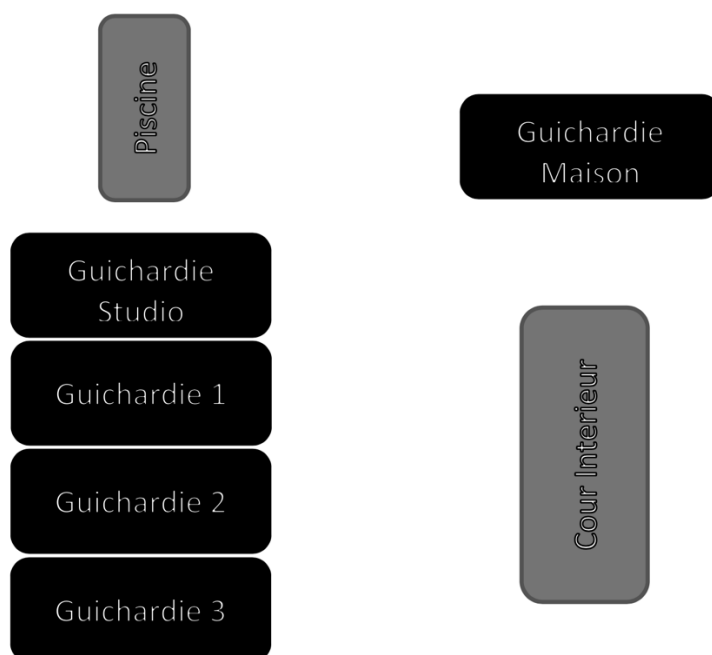 Piscine
Guichardie
Maison
Guichardie
Studio
Guichardie 1
Guichardie 2
Guichardie 3
Cour Interieur